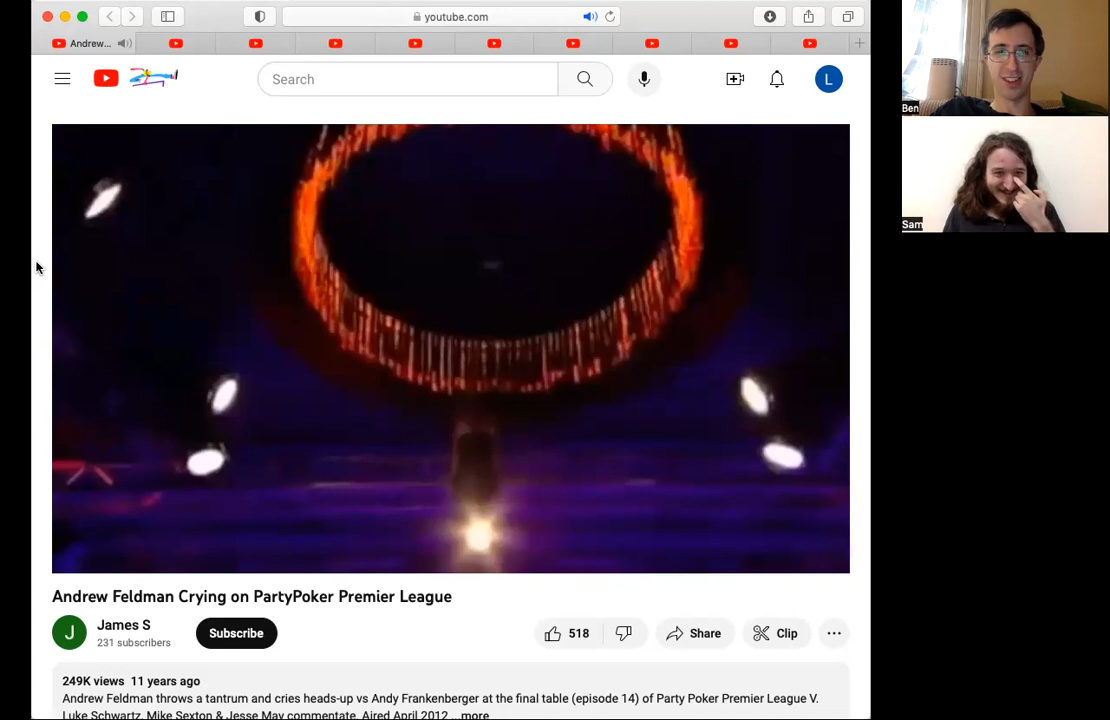 youtube.com
Andrew...
Search
L
Ben
Sam
Andrew Feldman Crying on PartyPoker Premier League
J
James S
231 subscribers
Subscribe
518
Share
Clip
249K views 11 years ago
Andrew Feldman throws a tantrum and cries heads-up vs Andy Frankenberger at the final table (episode 14) of Party Poker Premier League V.
Luke Schwartz, Mike Sexton & Jesse May commentate. Aired April 2012 ...more